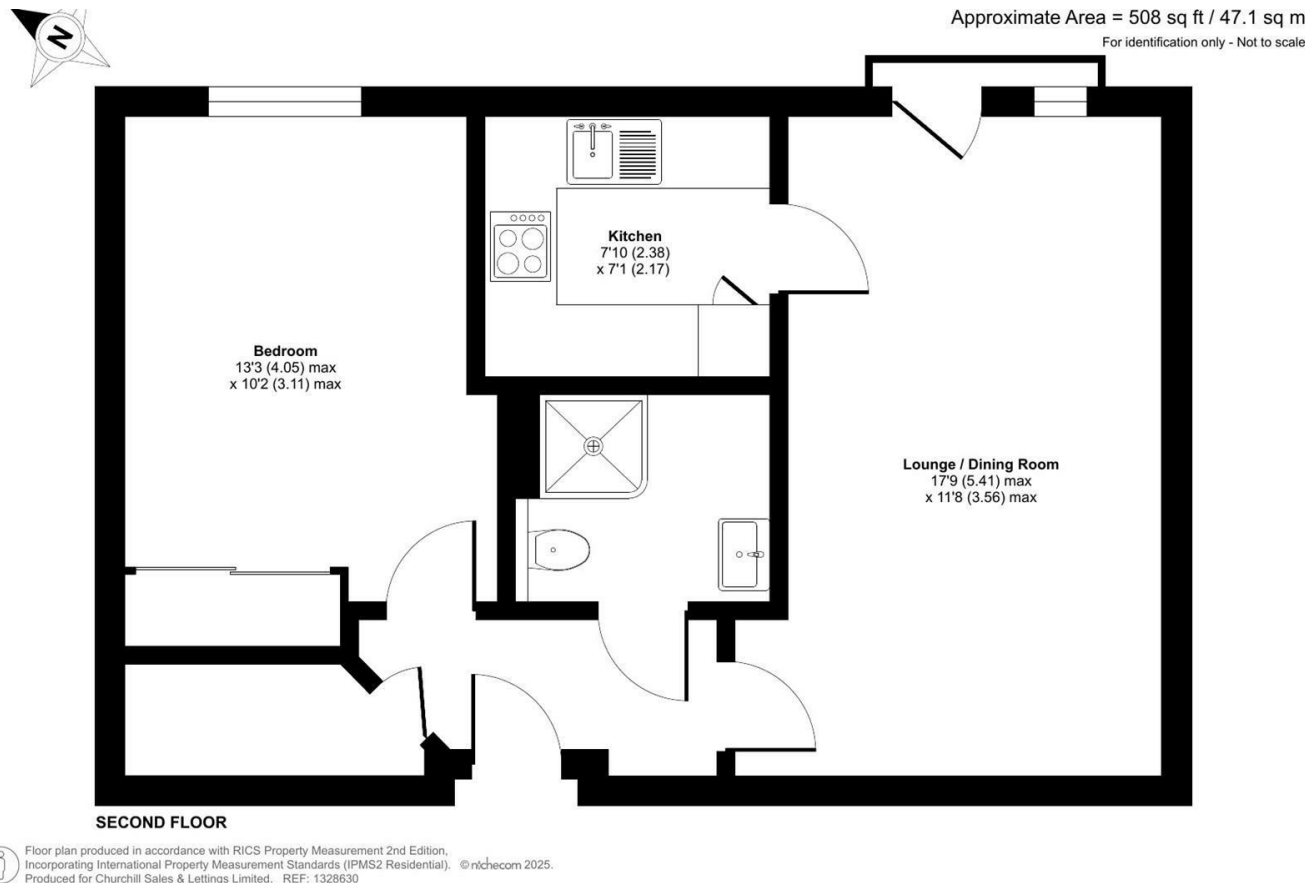 Approximate Area = 508 sq ft / 47.1 sq m
For identification only - Not to scale
N
Kitchen
7'10 (2.38)
x 7'1 (2.17)
Bedroom
13'3 (4.05) max
x 10'2 (3.11) max
Lounge / Dining Room
17'9 (5.41) max
x 11'8 (3.56) max
SECOND FLOOR
Floor plan produced in accordance with RICS Property Measurement 2nd Edition,
Incorporating International Property Measurement Standards (IPMS2 Residential). © nichecom 2025.
Produced for Churchill Sales & Lettings Limited. REF: 1328630